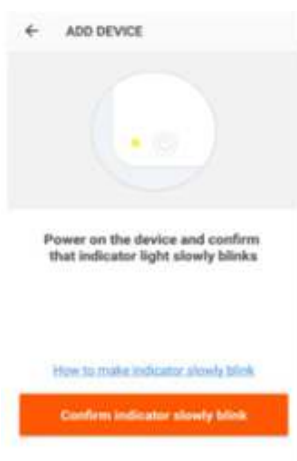 ← ADD DEVICE
Power on the device and confirm
that indicator light slowly blinks
How to make indicator slowly blink
Confirm indicator slowly blink